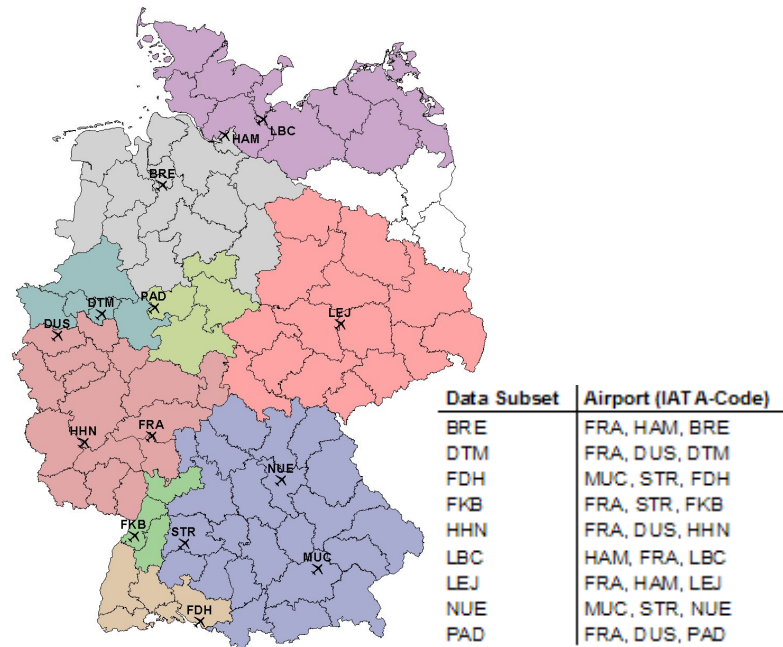 LBC
HAM
BRE
PAD
DTM
LEJ
DUS
HHN
FRA
NUE
FKB
STR
MUC
FDH
Data Subset Airport (IATA-Code)
BRE FRA, HAM, BRE
DTM FRA, DUS, DTM
FDH MUC, STR, FDH
FKB FRA, STR, FKB
HHN FRA, DUS, HHN
LBC HAM, FRA, LBC
LEJ FRA, HAM, LEJ
NUE MUC, STR, NUE
PAD FRA, DUS, PAD